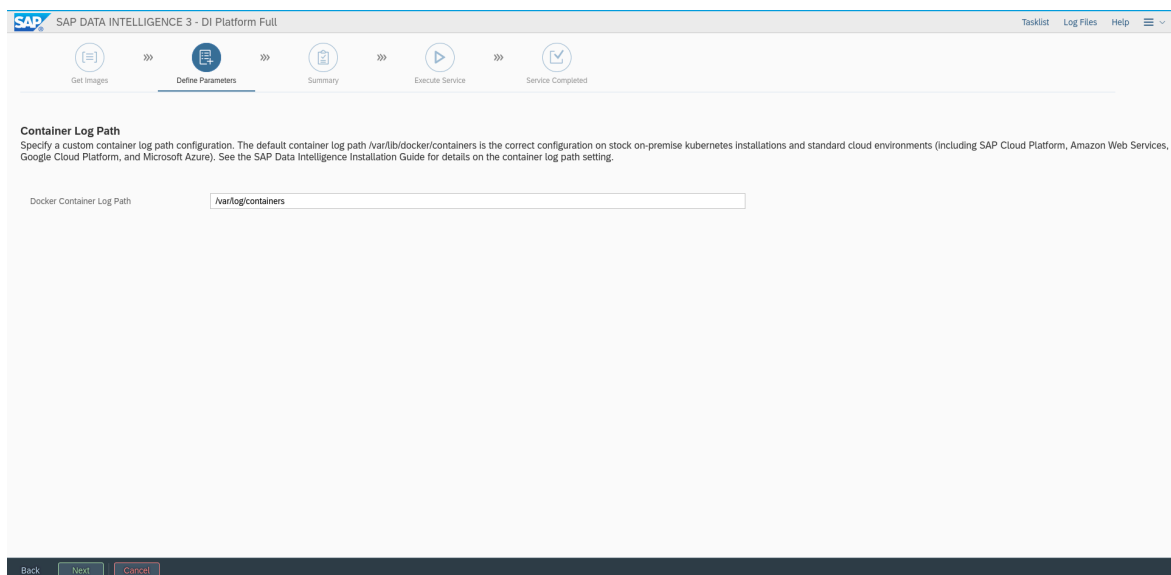 SAP SAP DATA INTELLIGENCE 3 - DI Platform Full
Tasklist Log Files Help
Get Images Define Parameters Summary Execute Service Service Completed
Container Log Path
Specify a custom container log path configuration. The default container log path /var/lib/docker/containers is the correct configuration on stock on-premise kubernetes installations and standard cloud environments (including SAP Cloud Platform, Amazon Web Services,
Google Cloud Platform, and Microsoft Azure). See the SAP Data Intelligence Installation Guide for details on the container log path setting.
Docker Container Log Path /var/log/containers
Back Next Cancel